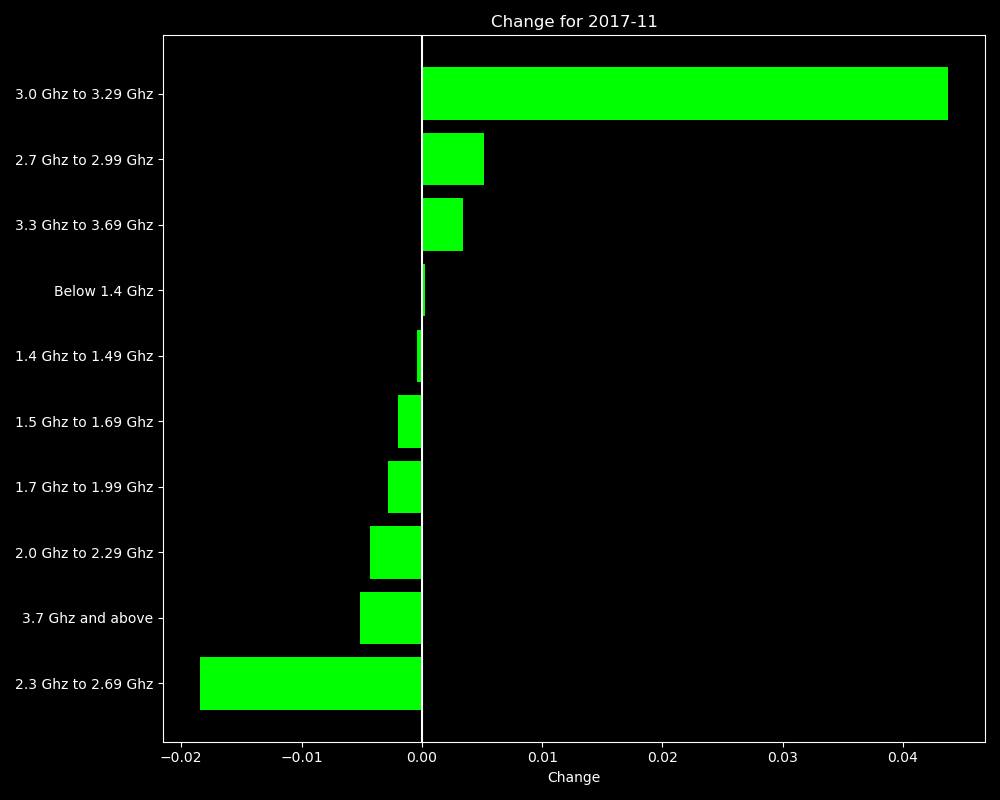 Change for 2017-11
3.0 Ghz to 3.29 Ghz
2.7 Ghz to 2.99 Ghz
3.3 Ghz to 3.69 Ghz
Below 1.4 Ghz
1.4 Ghz to 1.49 Ghz
1.5 Ghz to 1.69 Ghz
1.7 Ghz to 1.99 Ghz
2.0 Ghz to 2.29 Ghz
3.7 Ghz and above
2.3 Ghz to 2.69 Ghz
−0.02 −0.01 0.00 0.01 0.02 0.03 0.04
Change